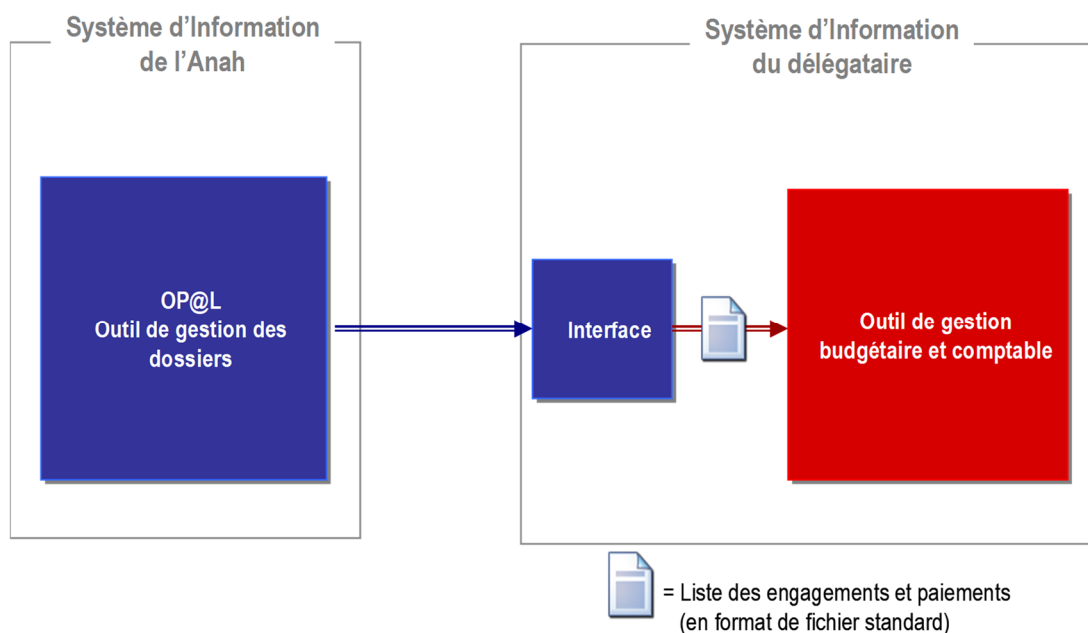 Système d'Information
de l'Anah
Système d'Information
du délégataire
OP@L
Outil de gestion des
dossiers
Interface
Outil de gestion
budgétaire et comptable
= Liste des engagements et paiements
(en format de fichier standard)